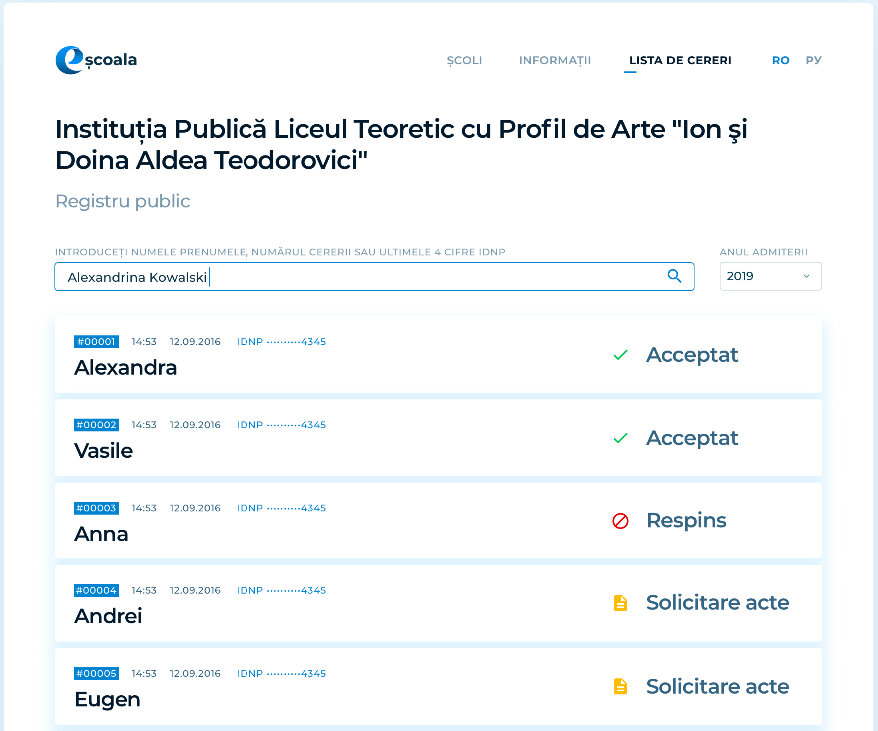 eșcoala
ȘCOLI INFORMAȚII LISTA DE CERERI RO РУ
Instituția Publică Liceul Teoretic cu Profil de Arte "Ion şi
Doina Aldea Teodorovici"
Registru public
INTRODUCEȚI NUMELE PRENUMELE, NUMĂRUL CERERII SAU ULTIMELE 4 CIFRE IDNP
ANUL ADMITERII
Alexandrina Kowalski
2019
#00001 14:53 12.09.2016 IDNP ·········4345
Alexandra
Acceptat
#00002 14:53 12.09.2016 IDNP ·········4345
Vasile
Acceptat
#00003 14:53 12.09.2016 IDNP ·········4345
Anna
Respins
#00004 14:53 12.09.2016 IDNP ·········4345
Andrei
Solicitare acte
#00005 14:53 12.09.2016 IDNP ·········4345
Eugen
Solicitare acte